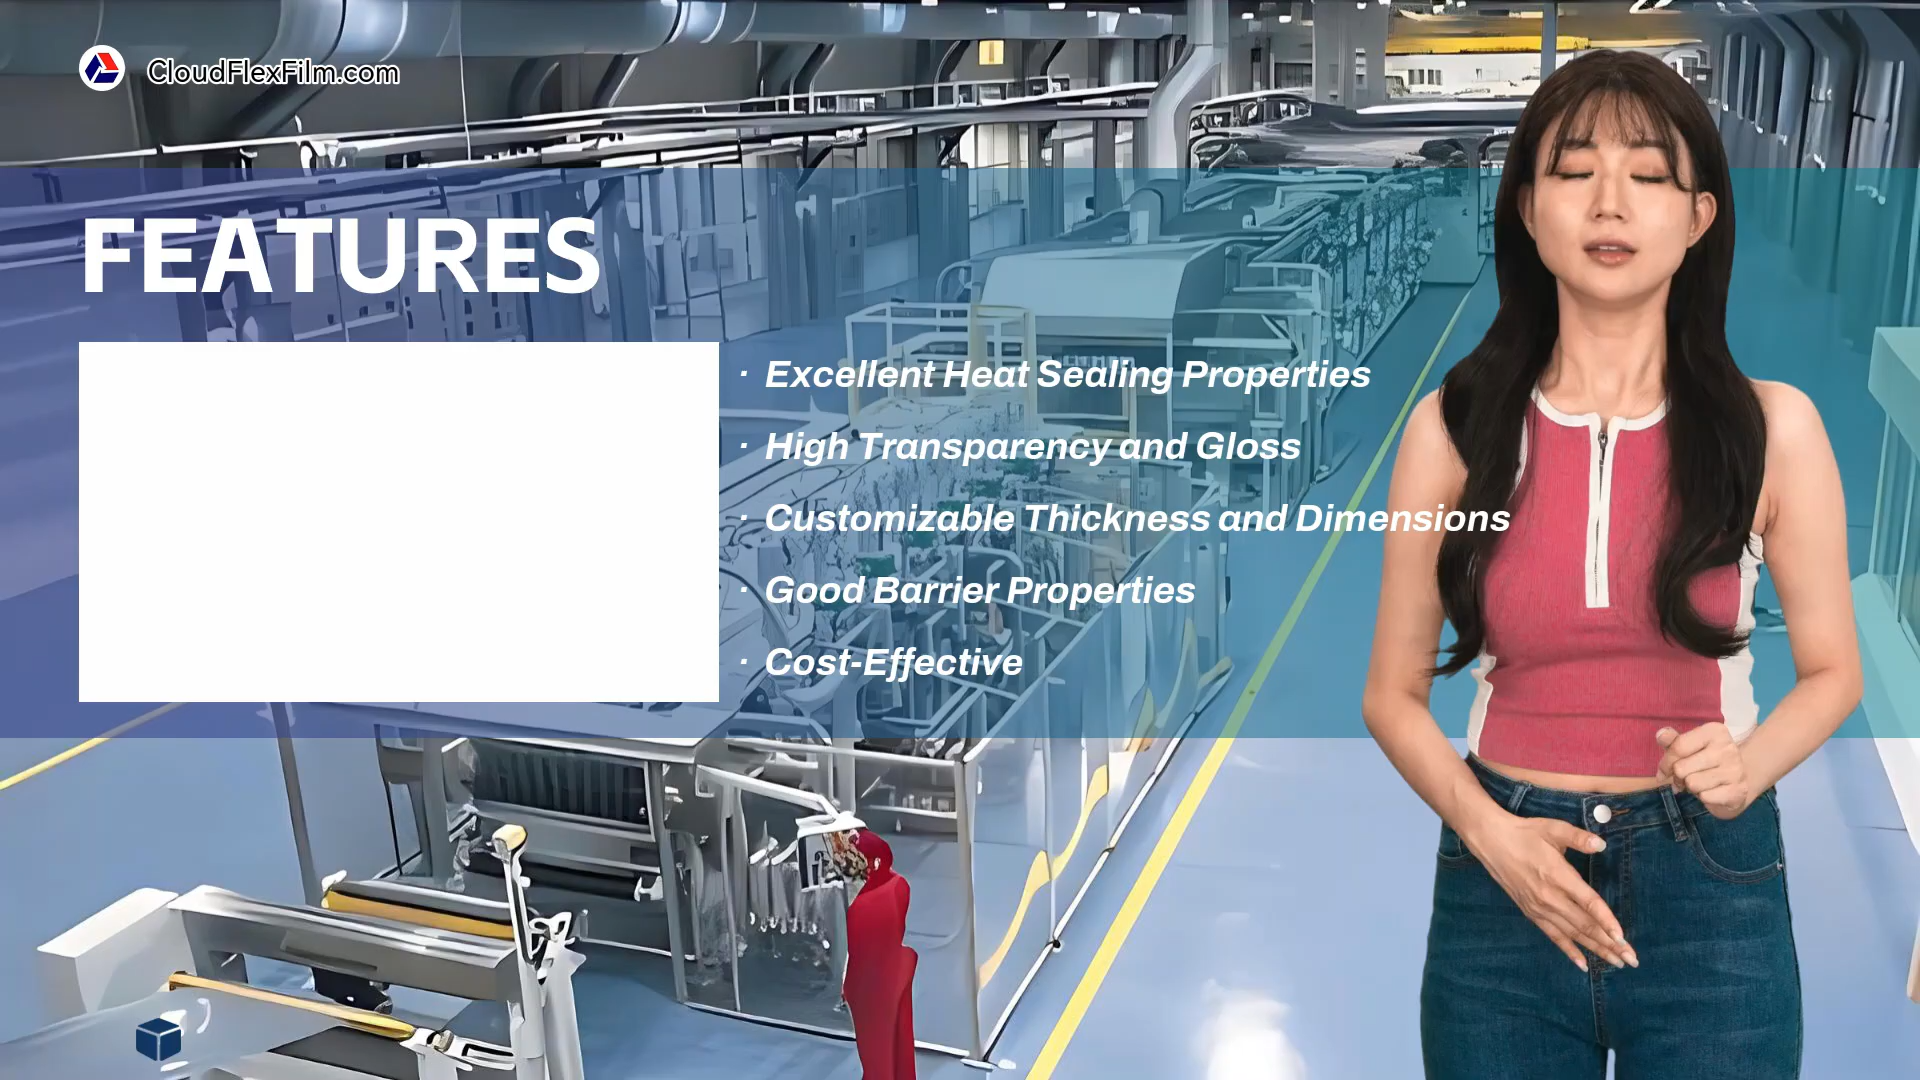 CloudFlexFilm.com
FEATURES
· Excellent Heat Sealing Properties
· High Transparency and Gloss
· Customizable Thickness and Dimensions
· Good Barrier Properties
· Cost-Effective